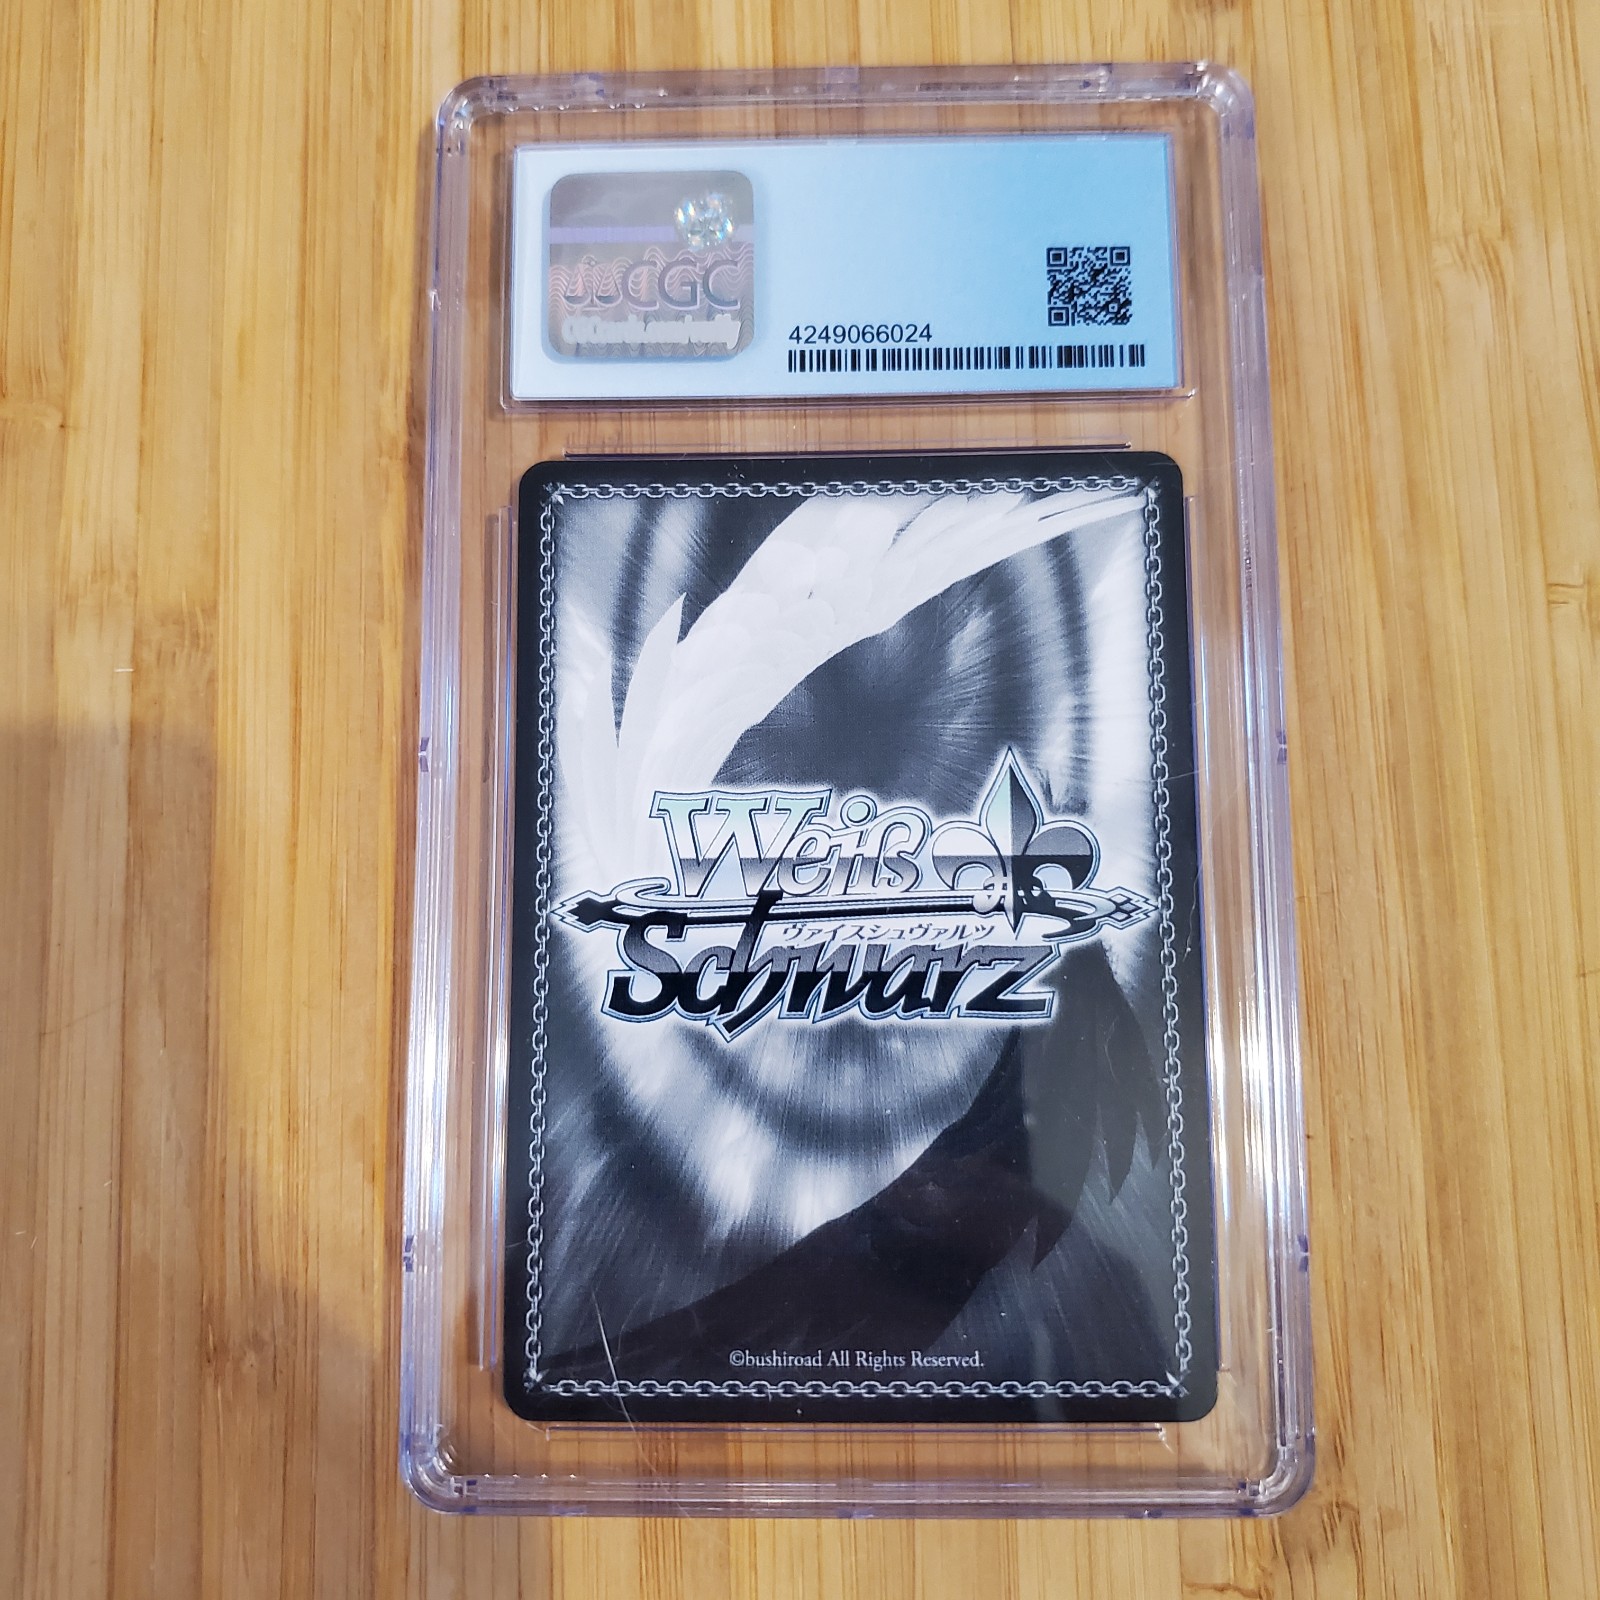 CGC
4249066024
Weiß
ヴァイスシュヴァルツ
Schwarz
©bushiroad All Rights Reserved.